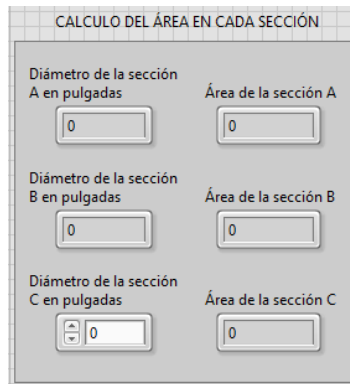 CALCULO DEL ÁREA EN CADA SECCIÓN
Diámetro de la sección
A en pulgadas
Área de la sección A
0
0
Diámetro de la sección
B en pulgadas
Área de la sección B
0
0
Diámetro de la sección
C en pulgadas
Área de la sección C
0
0